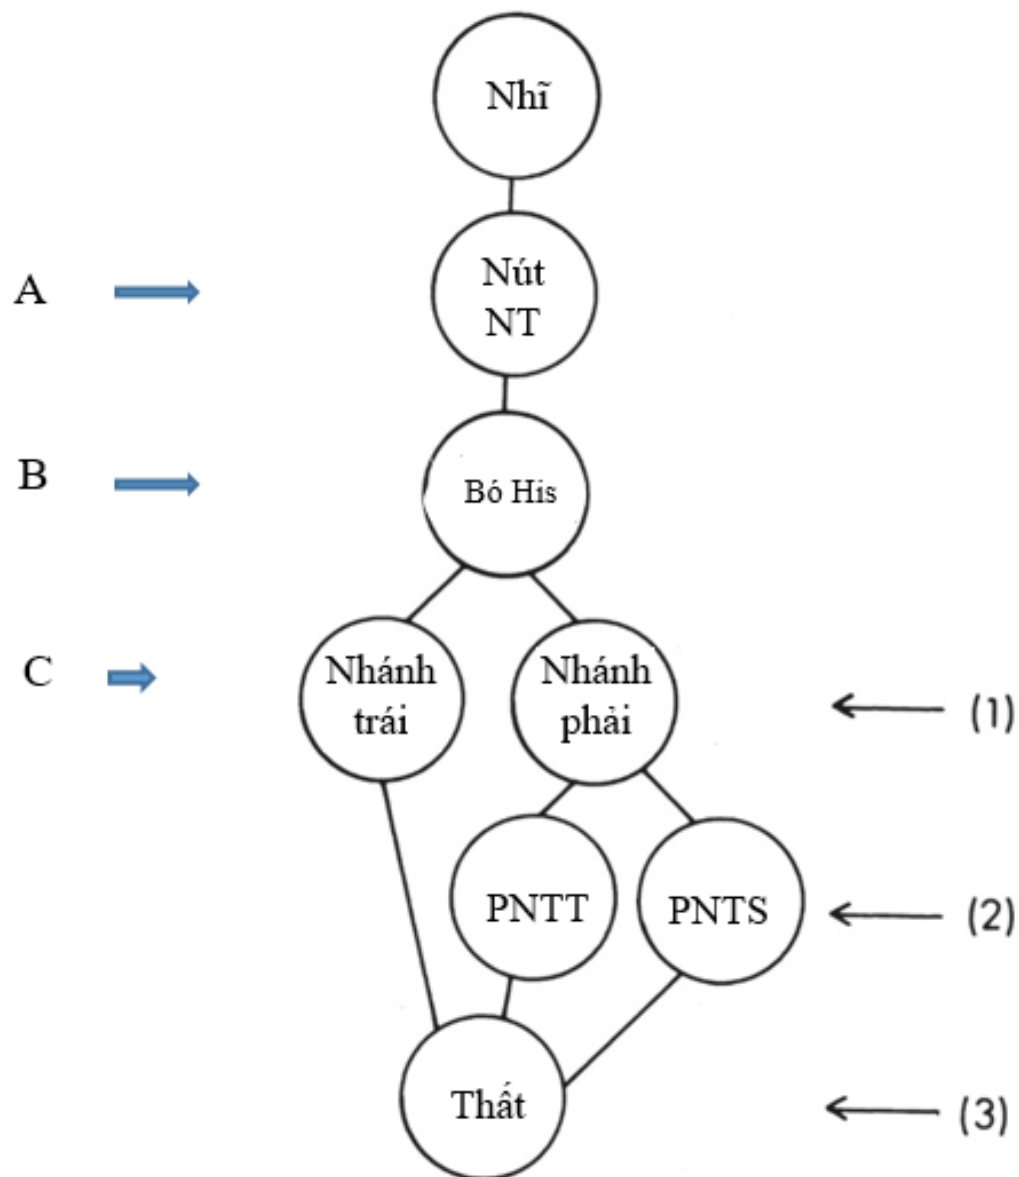 Nhĩ
A
Nút
NT
B
Bó His
C
Nhánh
trái
Nhánh
phải
(1)
PNTT
PNTS
(2)
Thất
(3)